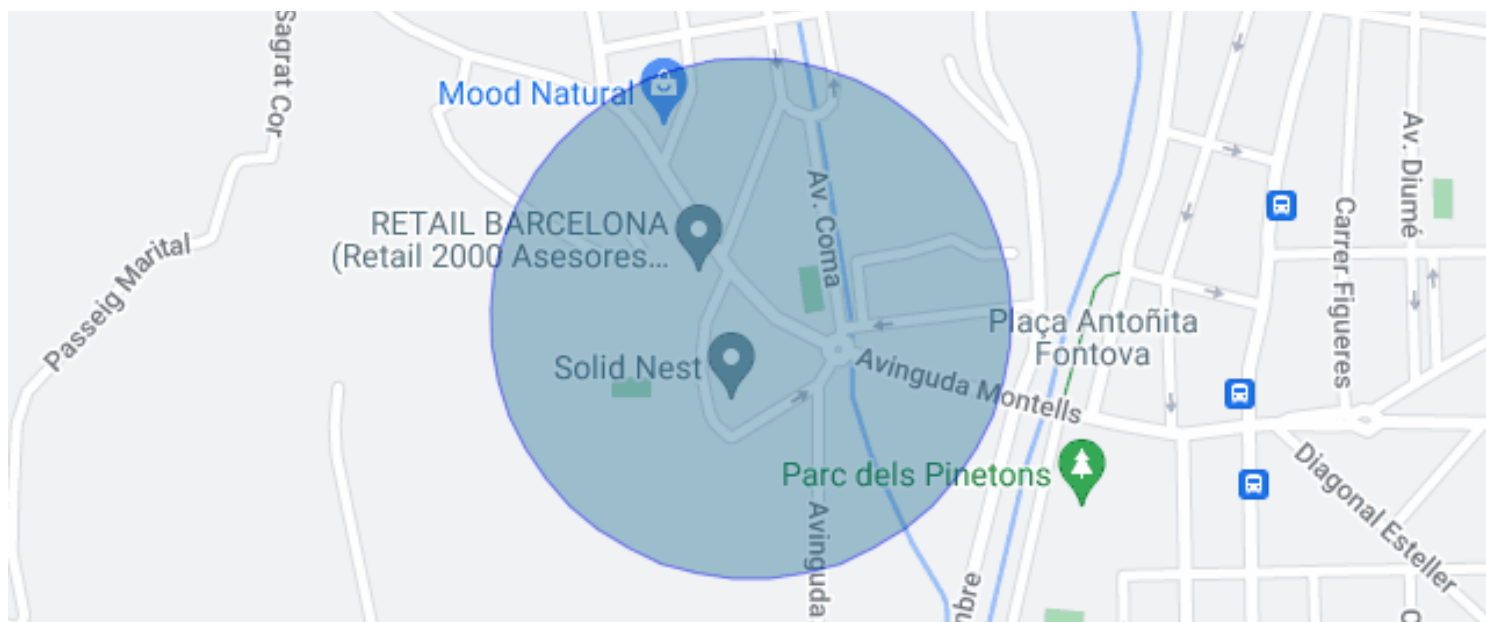 Sagrat Cor
Mood Natural
Av. Diumé
RETAIL BARCELONA
(Retail 2000 Asesores...
Av. Coma
Carrer Figueres
Passeig Marital
Plaça Antoñita
Fontova
Solid Nest
Avinguda Montells
Parc dels Pinetons
Diagonal Esteller
Avinguda
mbre
C